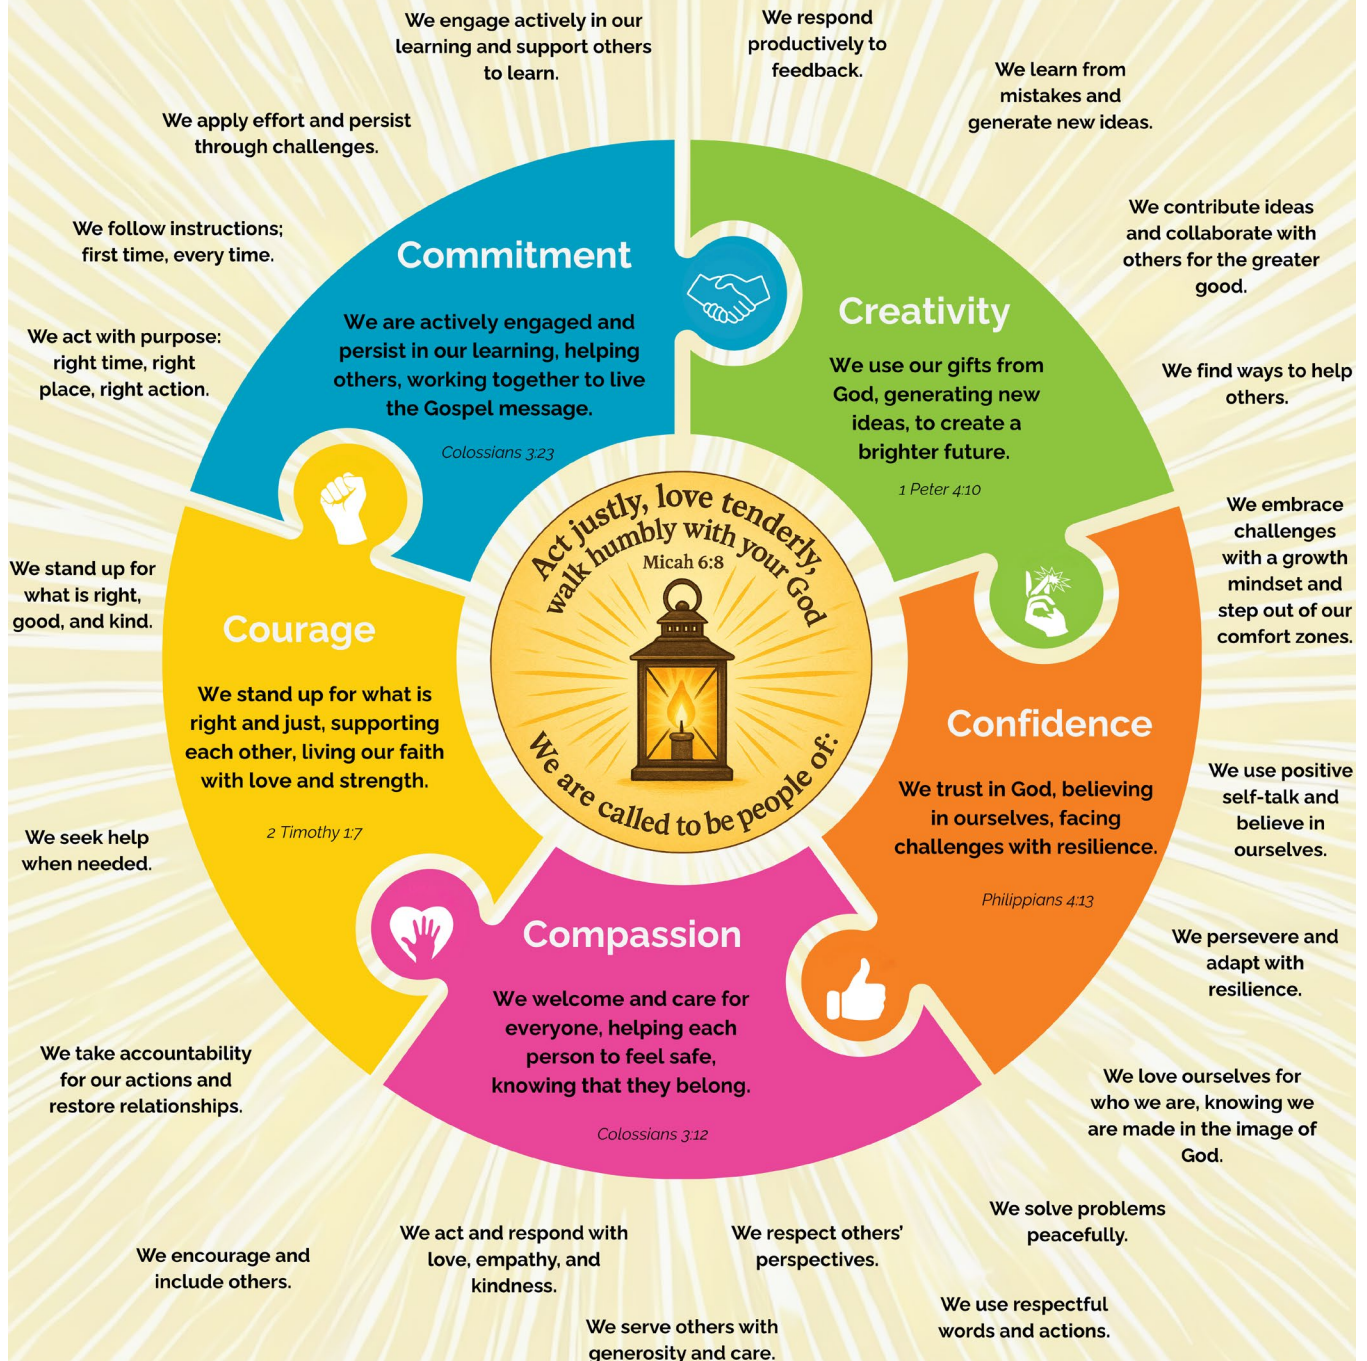 We engage actively in our
learning and support others
to learn.
We respond
productively to
feedback.
We learn from
mistakes and
generate new ideas.
We apply effort and persist
through challenges.
We contribute ideas
and collaborate with
others for the greater
good.
We follow instructions;
first time, every time.
We act with purpose:
right time, right
place, right action.
We find ways to help
others.
Commitment
We are actively engaged and
persist in our learning, helping
others, working together to live
the Gospel message.
Colossians 3:23
Creativity
We use our gifts from
God, generating new
ideas, to create a
brighter future.
1 Peter 4:10
We embrace
challenges
with a growth
mindset and
step out of our
comfort zones.
Act justly, love tenderly,
walk humbly with your God
Micah 6:8
We are called to be people of:
We stand up for
what is right,
good, and kind.
Courage
We stand up for what is
right and just, supporting
each other, living our faith
with love and strength.
2 Timothy 1:7
Confidence
We trust in God, believing
in ourselves, facing
challenges with resilience.
Philippians 4:13
We use positive
self-talk and
believe in
ourselves.
We seek help
when needed.
Compassion
We welcome and care for
everyone, helping each
person to feel safe,
knowing that they belong.
Colossians 3:12
We persevere and
adapt with
resilience.
We take accountability
for our actions and
restore relationships.
We love ourselves for
who we are, knowing we
are made in the image of
God.
We encourage and
include others.
We act and respond with
love, empathy, and
kindness.
We respect others'
perspectives.
We solve problems
peacefully.
We serve others with
generosity and care.
We use respectful
words and actions.